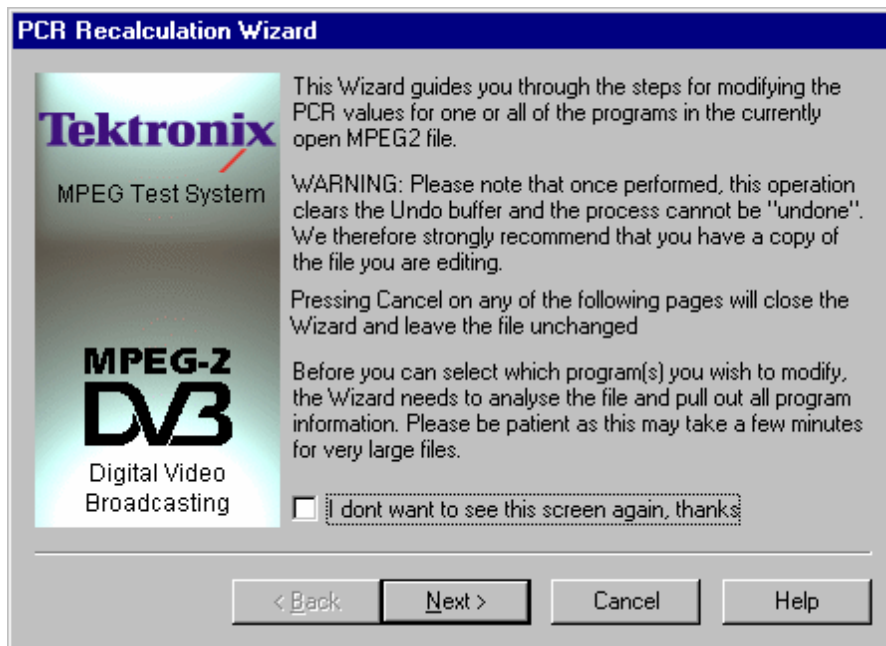 PCR Recalculation Wizard
Tektronix
MPEG Test System
MPEG-2
DVB
Digital Video
Broadcasting
This Wizard guides you through the steps for modifying the
PCR values for one or all of the programs in the currently
open MPEG2 file.
WARNING: Please note that once performed, this operation
clears the Undo buffer and the process cannot be "undone".
We therefore strongly recommend that you have a copy of
the file you are editing.
Pressing Cancel on any of the following pages will close the
Wizard and leave the file unchanged
Before you can select which program(s) you wish to modify,
the Wizard needs to analyse the file and pull out all program
information. Please be patient as this may take a few minutes
for very large files.
I dont want to see this screen again, thanks
< Back
Next >
Cancel
Help